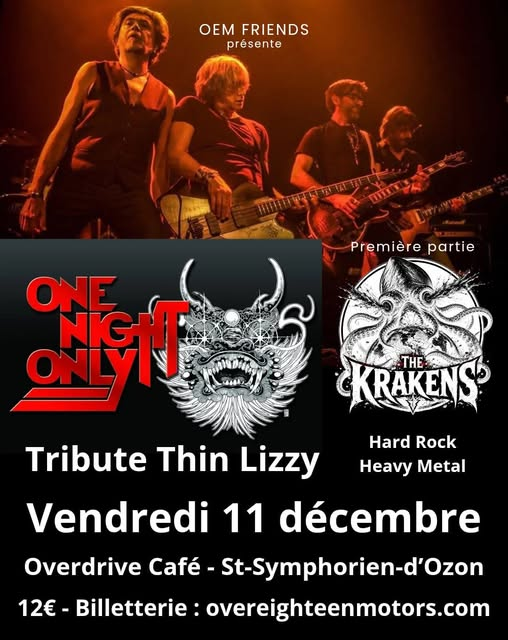 OEM FRIENDS
présente
Première partie
ONE
NIGHT
ONLY
THE
KRAKENS
Tribute Thin Lizzy
Hard Rock
Heavy Metal
Vendredi 11 décembre
Overdrive Café - St-Symphorien-d’Ozon
12€ - Billetterie : overeighteenmotors.com